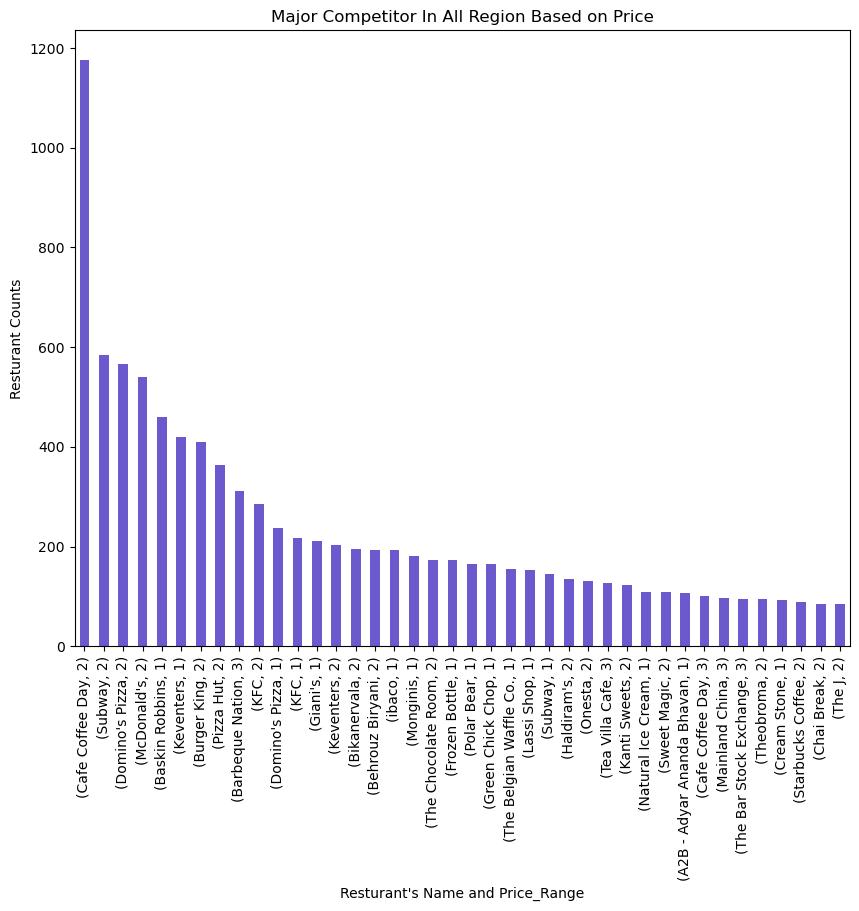 Major Competitor In All Region Based on Price
Resturant Counts
1200
1000
800
600
400
200
0
(Cafe Coffee Day, 2)
(Subway, 2)
(Domino's Pizza, 2)
(McDonald's, 2)
(Baskin Robbins, 1)
(Keventers, 1)
(Burger King, 2)
(Pizza Hut, 2)
(Barbeque Nation, 3)
(KFC, 2)
(Domino's Pizza, 1)
(KFC, 1)
(Giani's, 1)
(Keventers, 2)
(Bikanervala, 2)
(Behrouz Biryani, 2)
(ibaco, 1)
(Monginis, 1)
(The Chocolate Room, 2)
(Frozen Bottle, 1)
(Polar Bear, 1)
(Green Chick Chop, 1)
(The Belgian Waffle Co., 1)
(Lassi Shop, 1)
(Subway, 1)
(Haldiram's, 2)
(Onesta, 2)
(Tea Villa Cafe, 3)
(Kanti Sweets, 2)
(Natural Ice Cream, 1)
(Sweet Magic, 2)
(A2B - Adyar Ananda Bhavan, 1)
(Cafe Coffee Day, 3)
(Mainland China, 3)
(The Bar Stock Exchange, 3)
(Theobroma, 2)
(Cream Stone, 1)
(Starbucks Coffee, 2)
(Chai Break, 2)
(The J, 2)
Resturant's Name and Price_Range